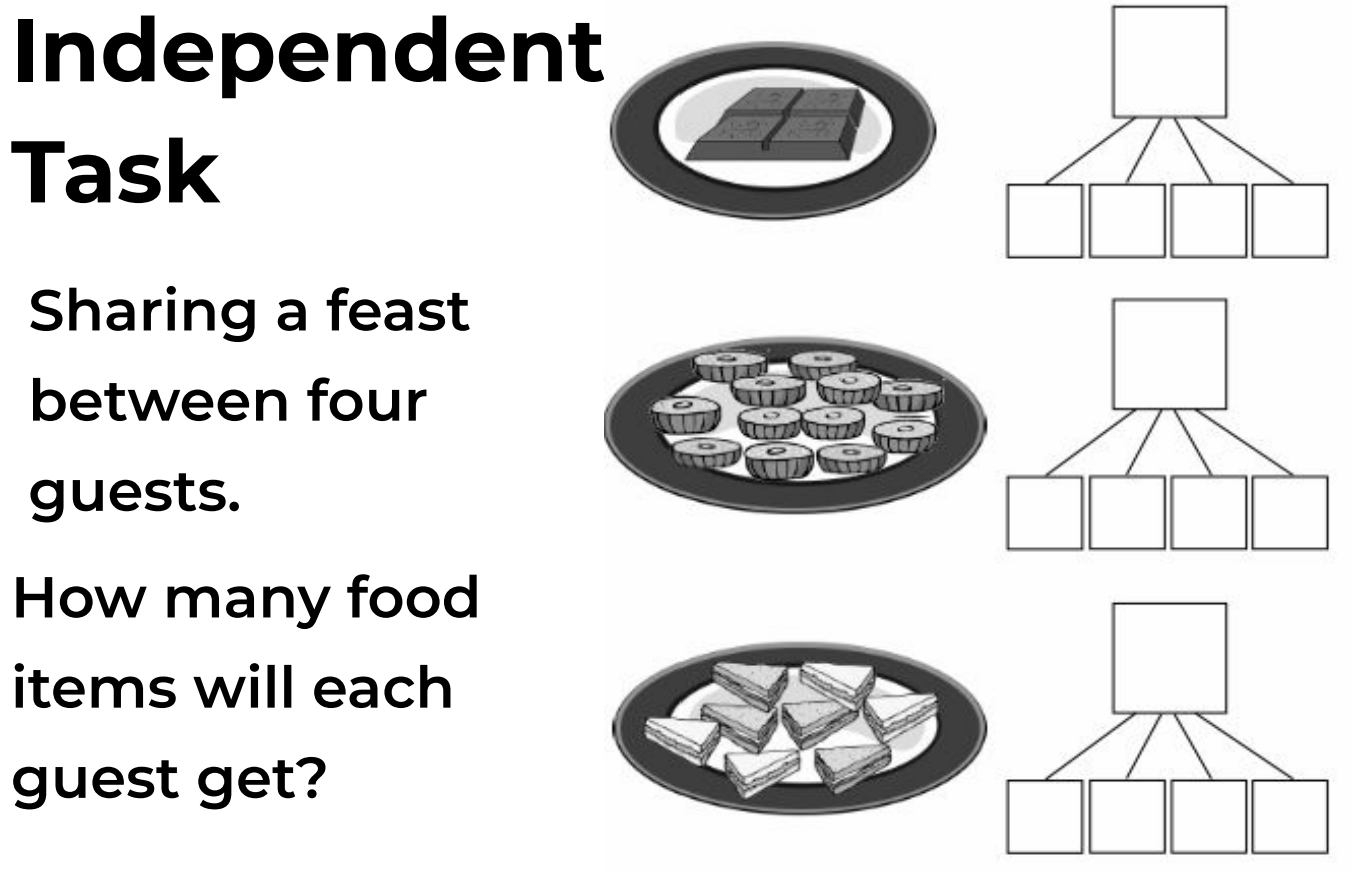 Independent
Task
Sharing a feast
between four
guests.
How many food
items will each
guest get?